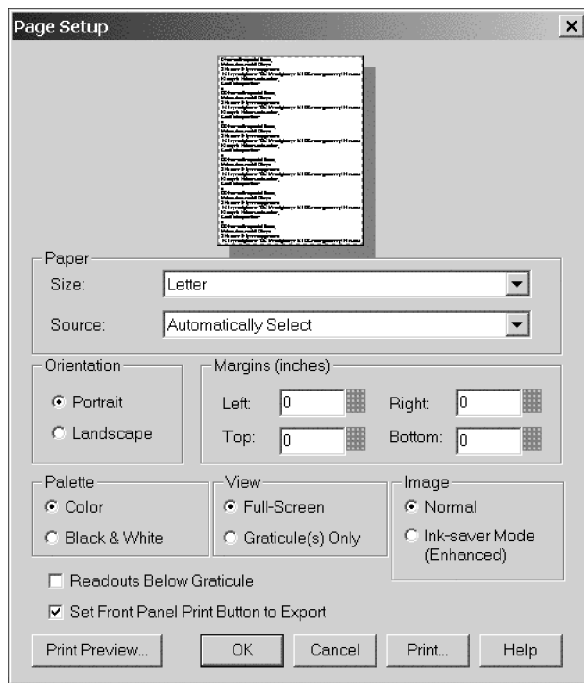 Page Setup
Paper
Size: Letter
Source: Automatically Select
Orientation
Portrait
Landscape
Margins (inches)
Left: 0 Right: 0
Top: 0 Bottom: 0
Palette
Color
Black & White
View
Full-Screen
Graticule(s) Only
Image
Normal
Ink-saver Mode
(Enhanced)
Readouts Below Graticule
Set Front Panel Print Button to Export
Print Preview... OK Cancel Print... Help